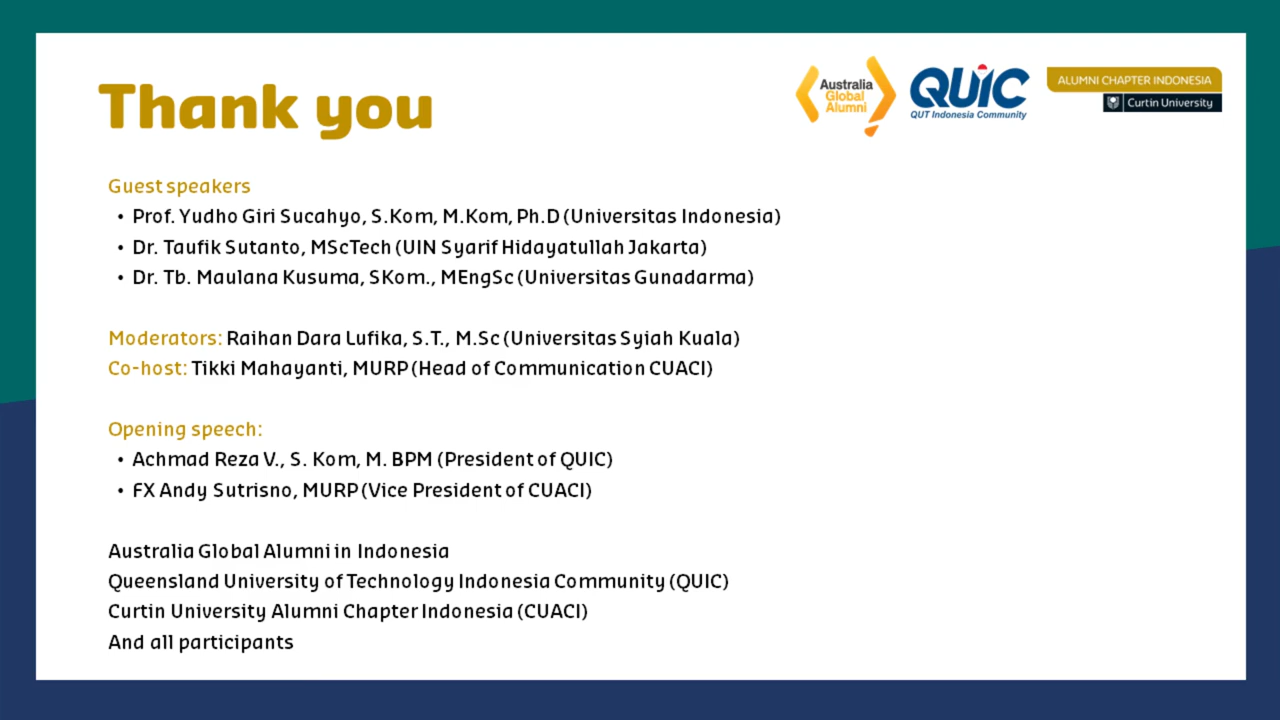 Thank you
Australia
Global
Alumni
QUIC
QUT Indonesia Community
ALUMNI CHAPTER INDONESIA
Curtin University
Guest speakers
• Prof. Yudho Giri Sucahyo, S.Kom, M.Kom, Ph.D (Universitas Indonesia)
• Dr. Taufik Sutanto, MScTech (UIN Syarif Hidayatullah Jakarta)
• Dr. Tb. Maulana Kusuma, SKom., MEngSc (Universitas Gunadarma)
Moderators: Raihan Dara Lufika, S.T., M.Sc (Universitas Syiah Kuala)
Co-host: Tikki Mahayanti, MURP (Head of Communication CUACI)
Opening speech:
• Achmad Reza V., S. Kom, M. BPM (President of QUIC)
• FX Andy Sutrisno, MURP (Vice President of CUACI)
Australia Global Alumni in Indonesia
Queensland University of Technology Indonesia Community (QUIC)
Curtin University Alumni Chapter Indonesia (CUACI)
And all participants